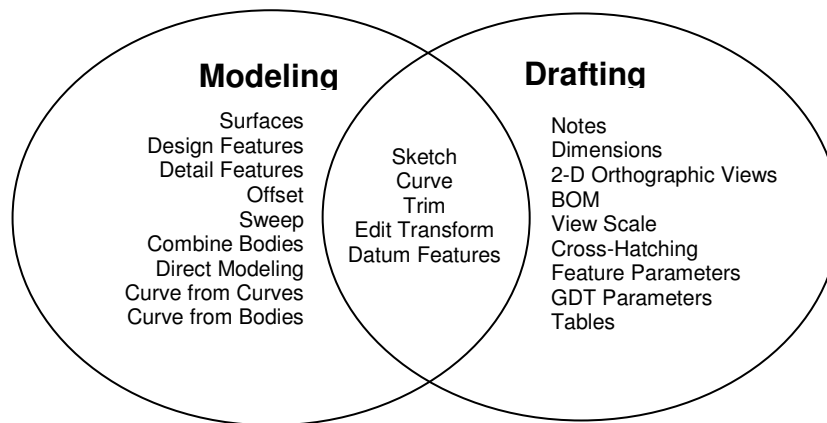 Modeling
Surfaces
Design Features
Detail Features
Offset
Sweep
Combine Bodies
Direct Modeling
Curve from Curves
Curve from Bodies
Sketch
Curve
Trim
Edit Transform
Datum Features
Drafting
Notes
Dimensions
2-D Orthographic Views
BOM
View Scale
Cross-Hatching
Feature Parameters
GDT Parameters
Tables